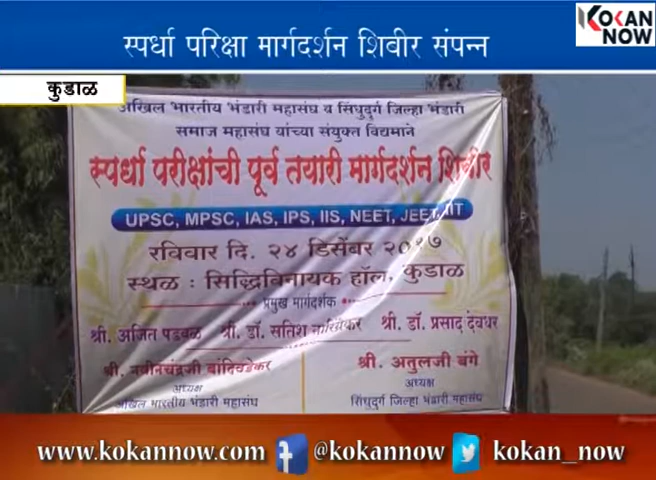 KOKAN NOW
स्पर्धा परिक्षा मार्गदर्शन शिबीर संपन्न
कुडाळ
अखिल भारतीय भंडारी महासंघ व सिंधुदुर्ग जिल्हा भंडारी
समाज महासंघ यांच्या संयुक्त विद्यमाने
स्पर्धा परीक्षांची पूर्व तयारी मार्गदर्शन शिबीर
UPSC, MPSC, IAS, IPS, IIS, NEET, JEET, IIT
रविवार दि. २४ डिसेंबर २०१७
स्थळ : सिद्धिविनायक हॉल, कुडाळ
प्रमुख मार्गदर्शक
श्री. अजित पडवळ श्री. डॉ. सतिश श्री. डॉ. प्रसाद देवधर
श्री. नवीनचंद्रजी बांदिवडेकर श्री. अतुलजी बंगे
अध्यक्ष अध्यक्ष
अखिल भारतीय भंडारी महासंघ सिंधुदुर्ग जिल्हा भंडारी महासंघ
www.kokannow.com f @kokannow kokan_now